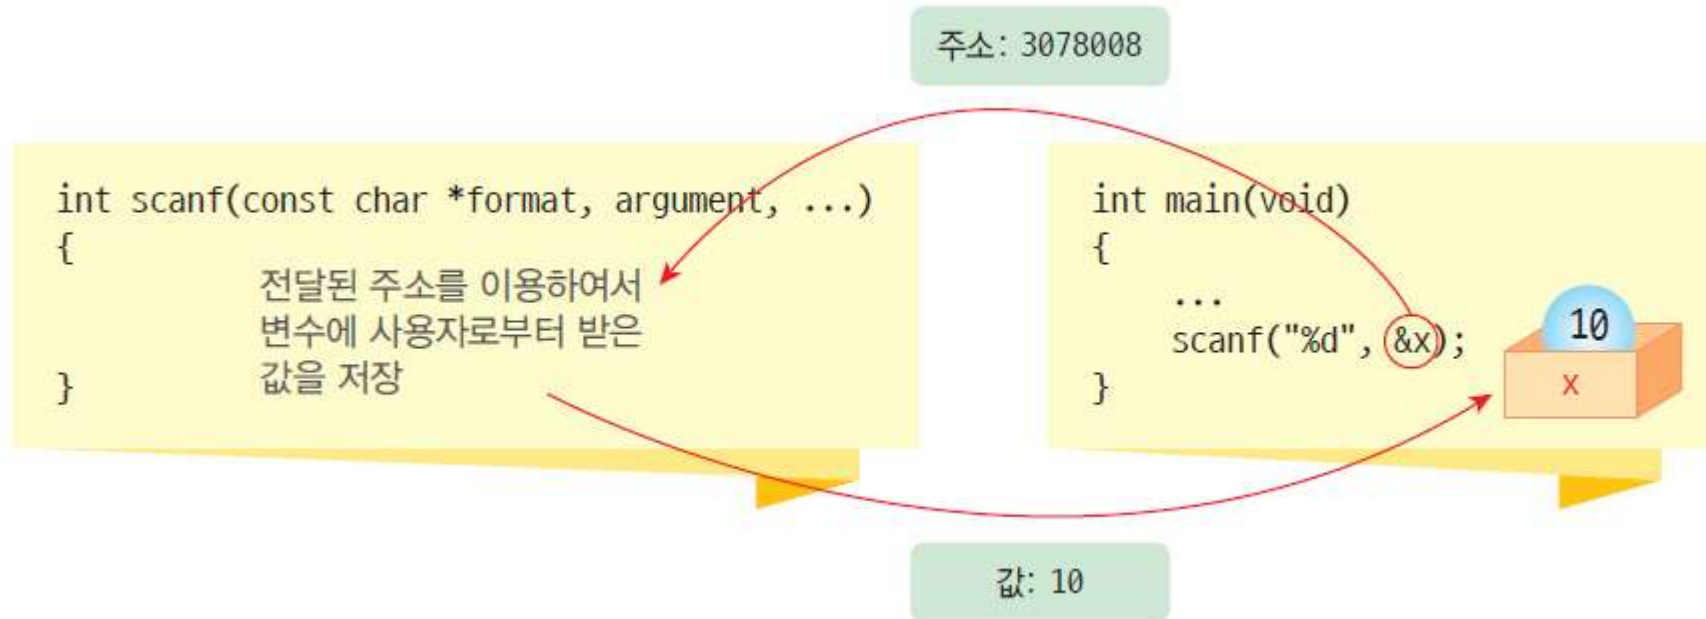 주소: 3078008
int scanf(const char *format, argument, ...)
{
전달된 주소를 이용하여서
변수에 사용자로부터 받은
값을 저장
}
int main(void)
{
...
scanf("%d", &x);
}
10
x
값: 10